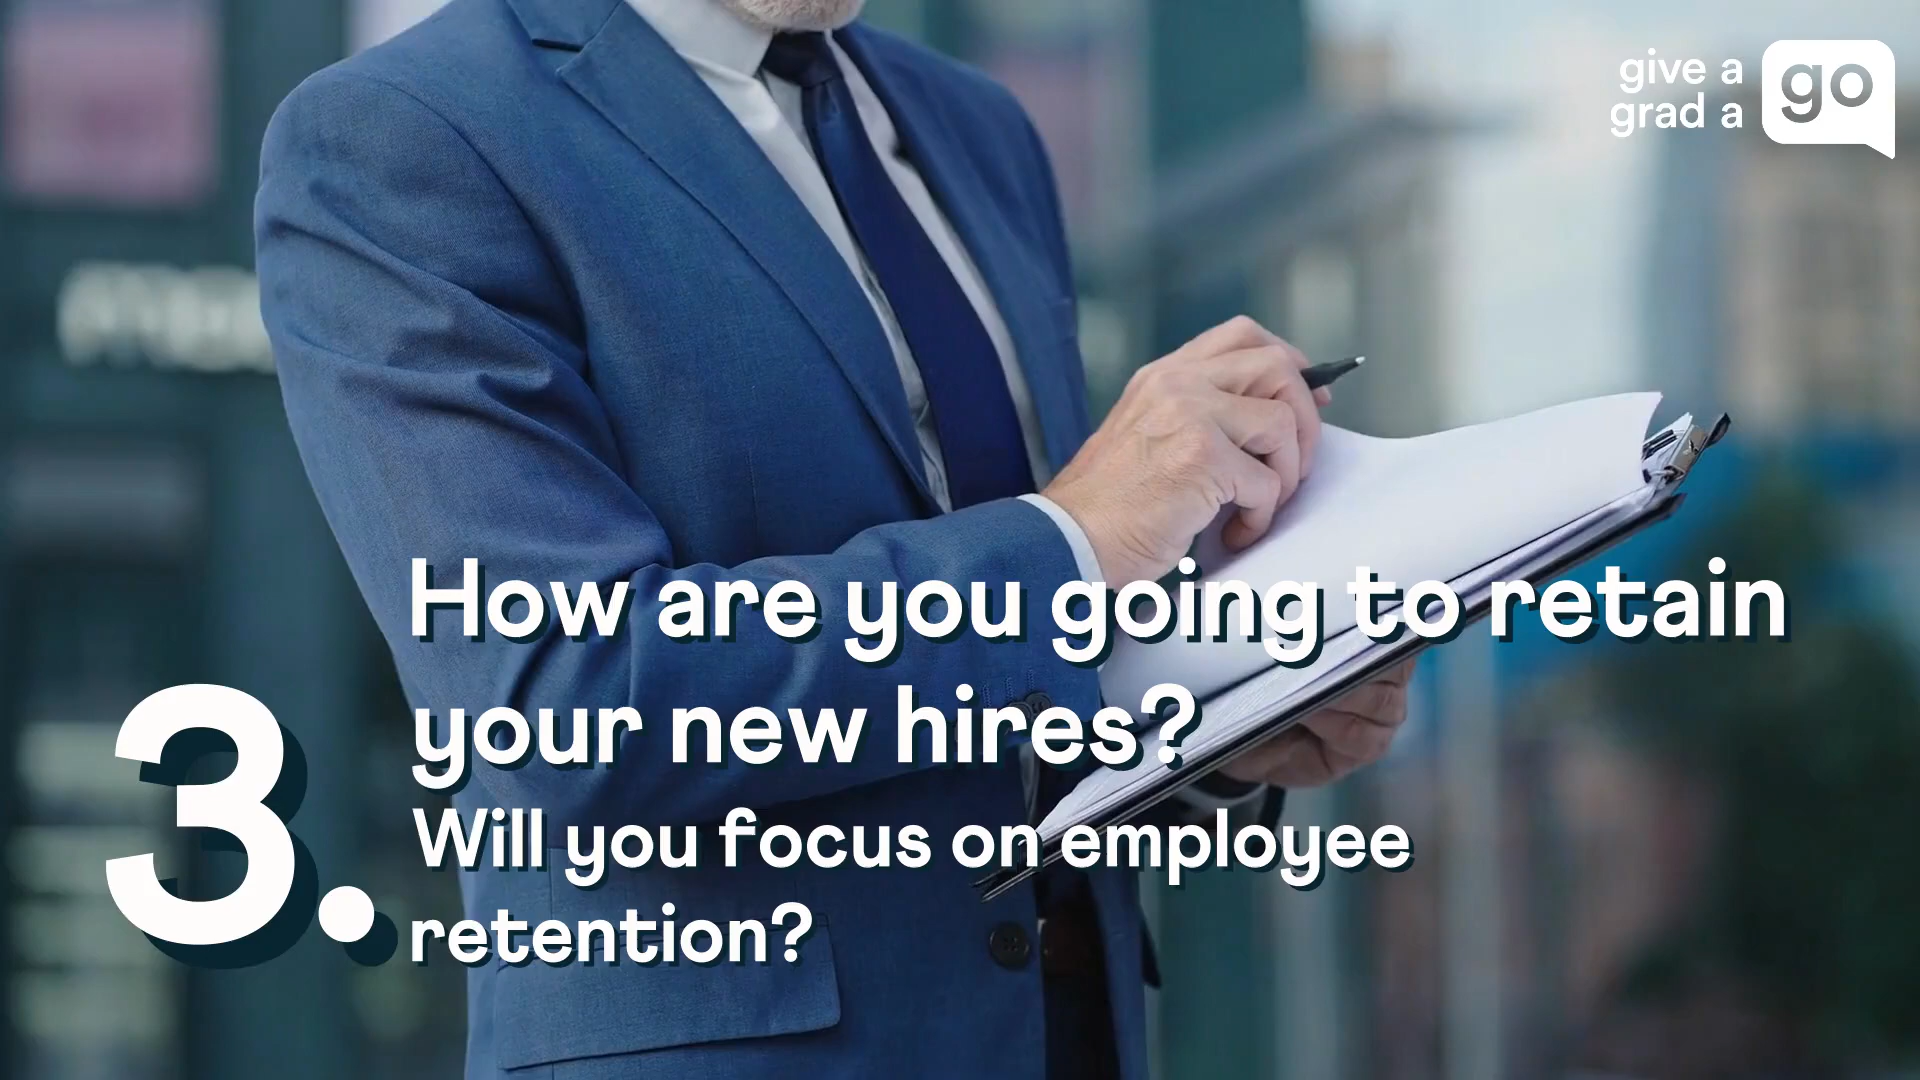 give a
grad a
go
3.
How are you going to retain
your new hires?
Will you focus on employee
retention?